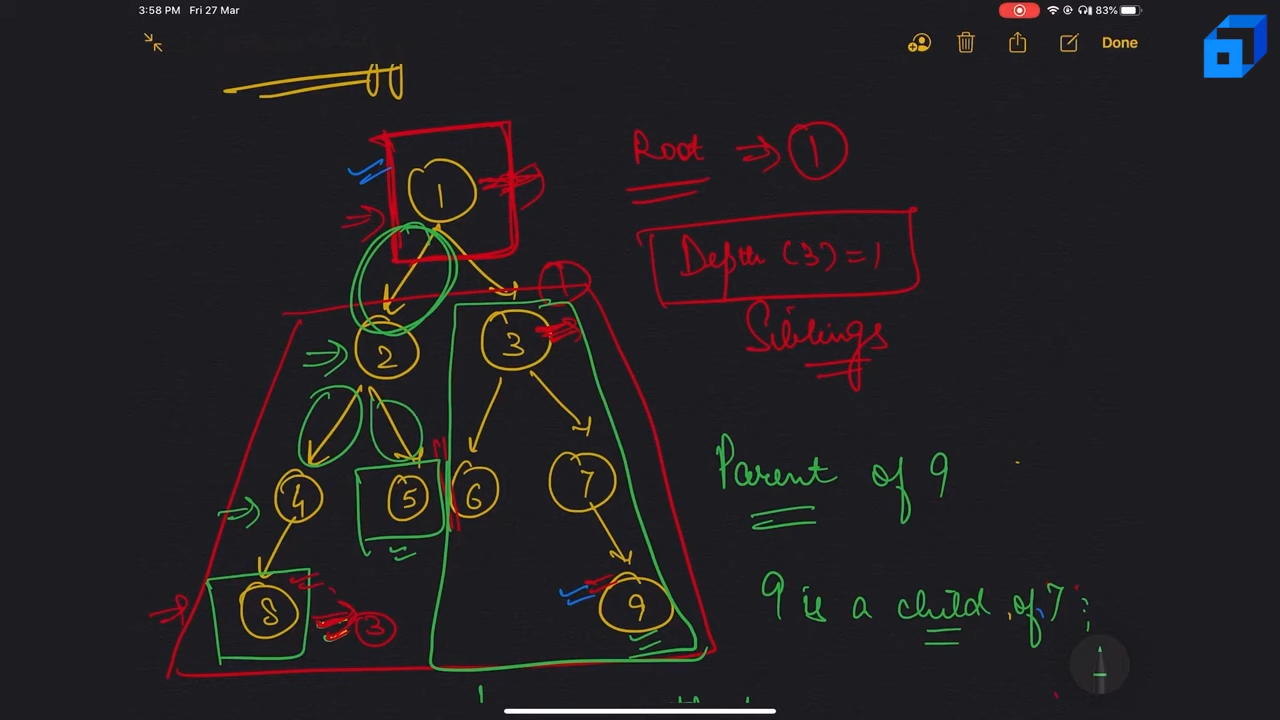 3:58 PM Fri 27 Mar
83%
Done
1
Root ⇒ 1
Depth (3) = 1
Siblings
1
2
3
4
5
6
7
Parent of 9
8
3
9
9 is a child of 7;